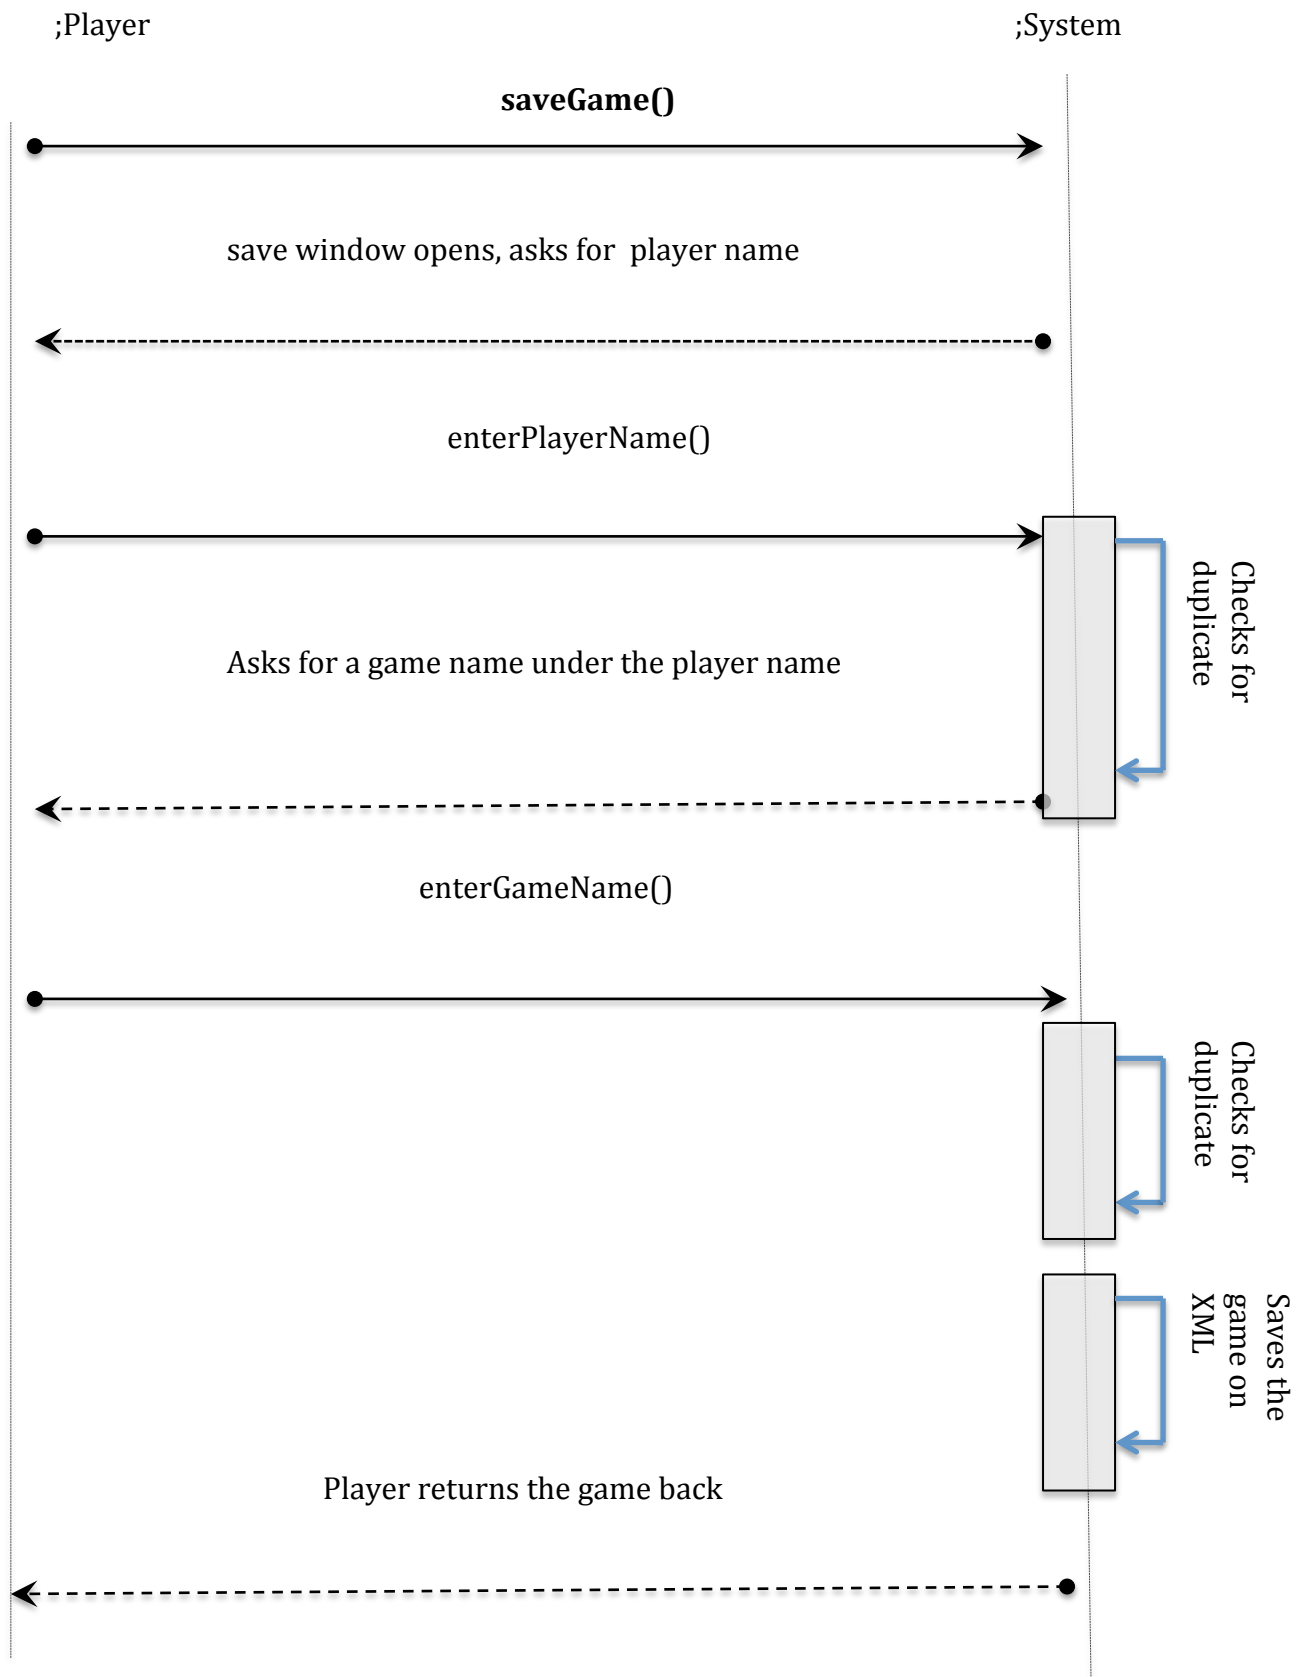 ;Player
;System
saveGame()
save window opens, asks for  player name
enterPlayerName()
Checks for
duplicate
Asks for a game name under the player name
enterGameName()
Checks for
duplicate
Saves the
game on
XML
Player returns the game back